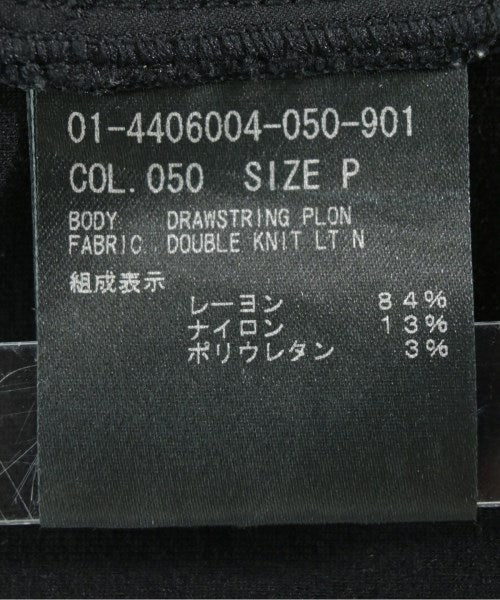 01-4406004-050-901
COL. 050 SIZE P
BODY DRAWSTRING PLON
FABRIC DOUBLE KNIT LT N
組成表示
レーヨン 84%
ナイロン 13%
ポリウレタン 3%